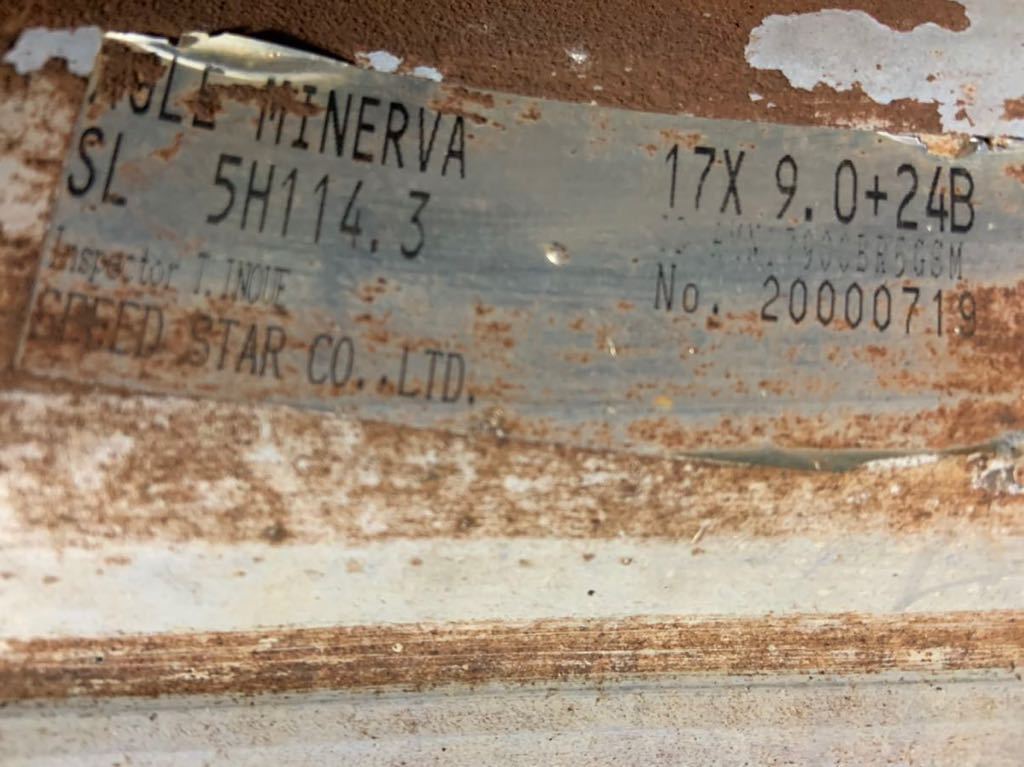 MINERVA
17X 9.0+24B
SL 5H114.3
No. 20000719
Inspector T.INOUE
SPEED STAR CO.,LTD.